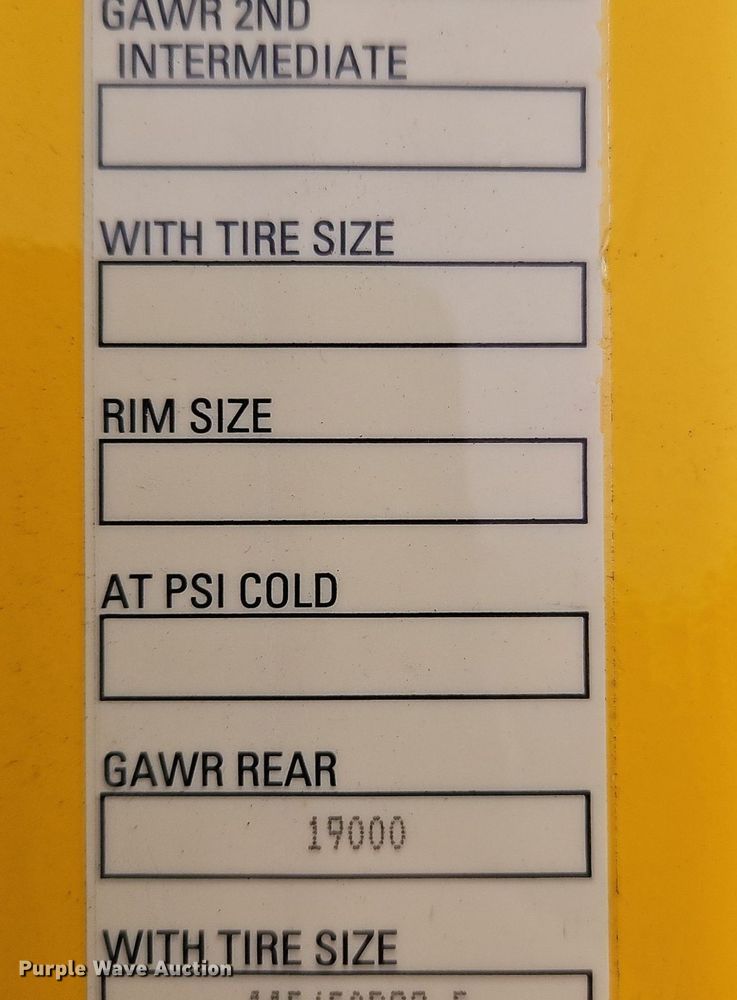 GAWR 2ND
INTERMEDIATE
WITH TIRE SIZE
RIM SIZE
AT PSI COLD
GAWR REAR
19000
WITH TIRE SIZE
Purple Wave Auction